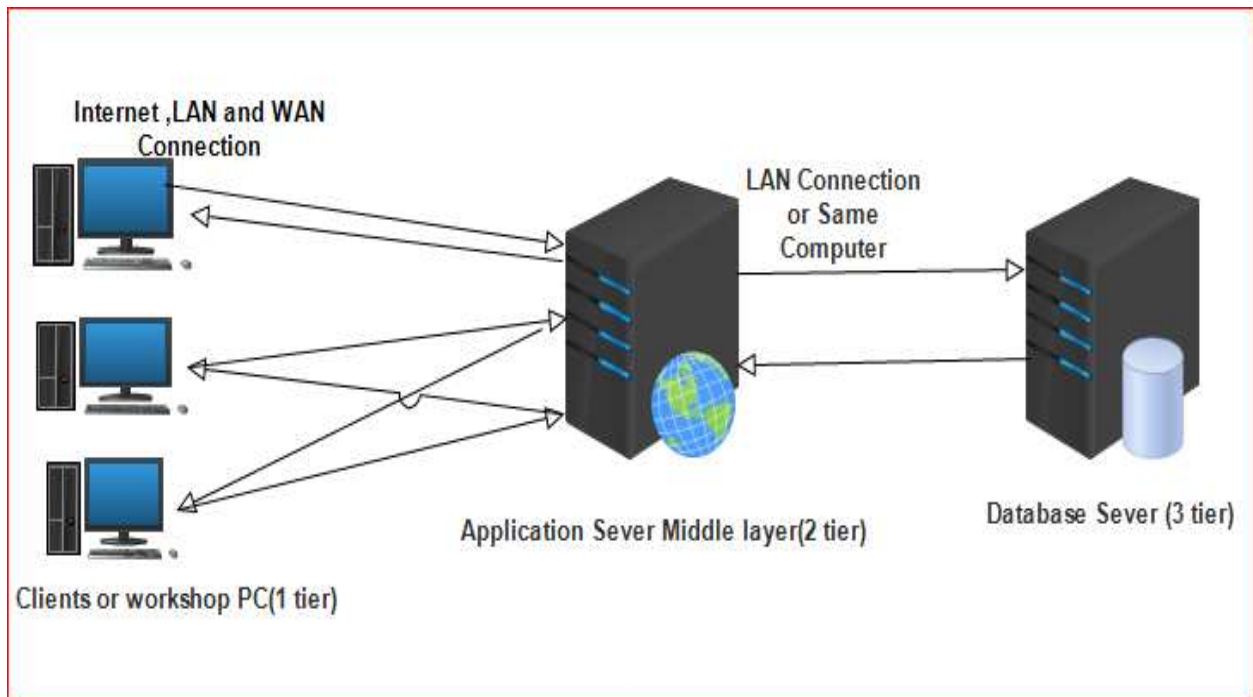 Internet ,LAN and WAN
Connection
LAN Connection
or Same
Computer
Application Sever Middle layer(2 tier)
Database Sever (3 tier)
Clients or workshop PC(1 tier)